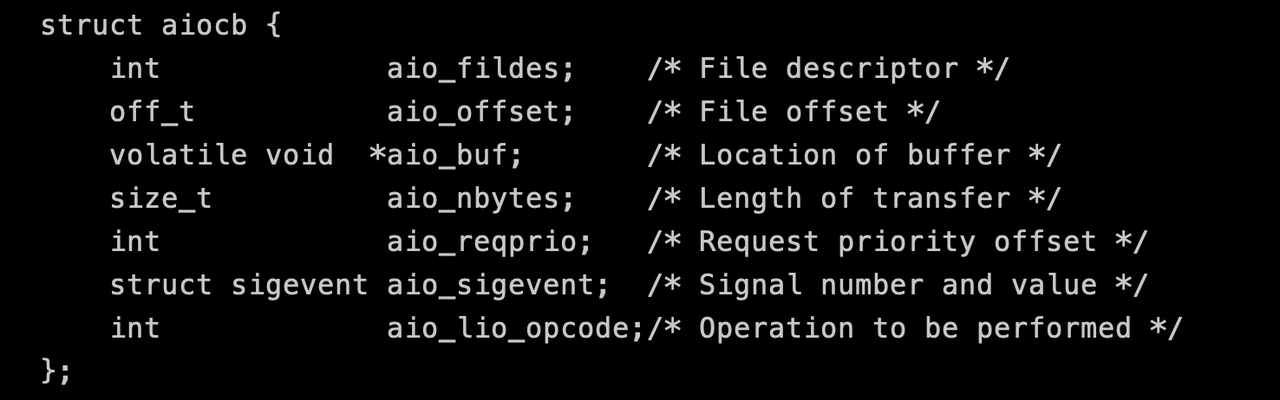 struct aiocb {
    int             aio_fildes;    /* File descriptor */
    off_t           aio_offset;    /* File offset */
    volatile void  *aio_buf;       /* Location of buffer */
    size_t          aio_nbytes;    /* Length of transfer */
    int             aio_reqprio;   /* Request priority offset */
    struct sigevent aio_sigevent;  /* Signal number and value */
    int             aio_lio_opcode;/* Operation to be performed */
};